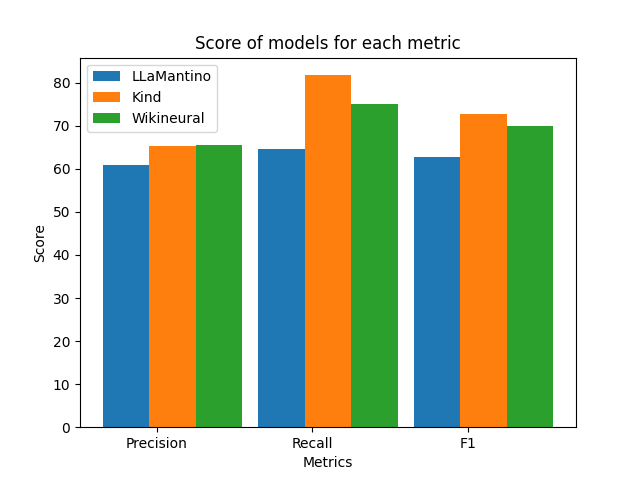 Score of models for each metric
LLaMantino
Kind
Wikineural
80
70
60
50
40
30
20
10
0
Score
Precision
Recall
F1
Metrics